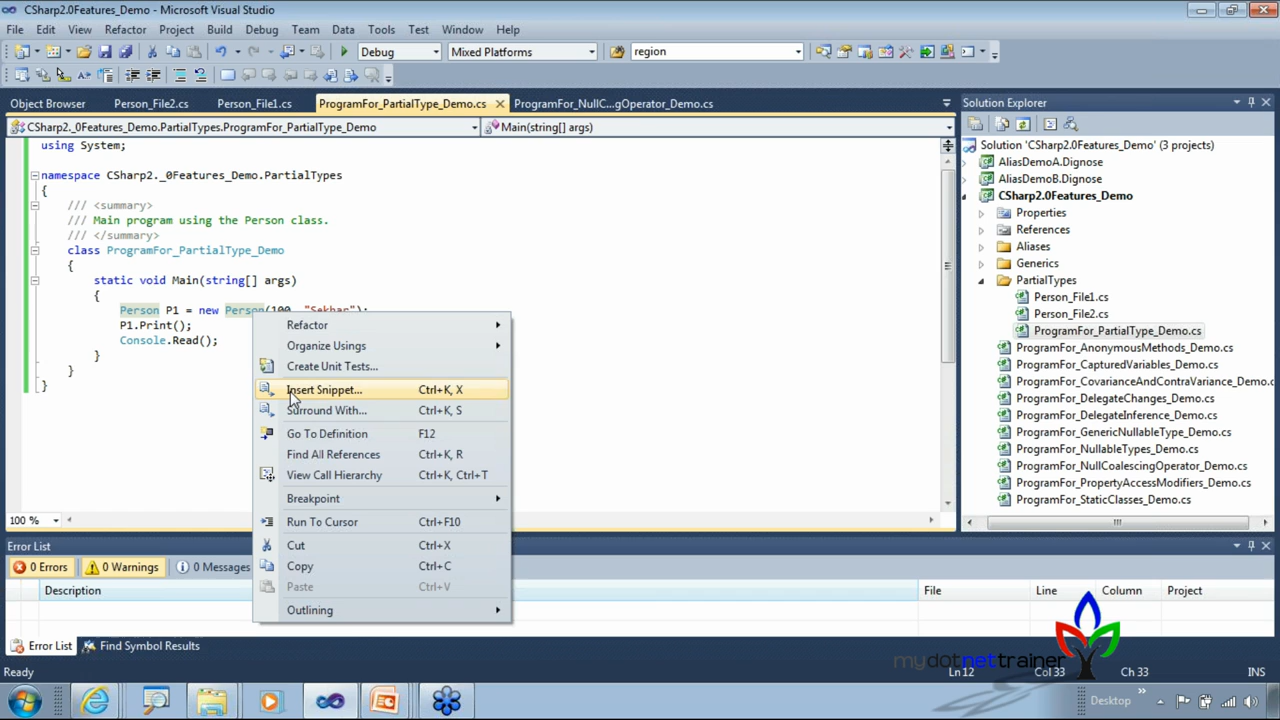 CSharp2.0Features_Demo - Microsoft Visual Studio
File Edit View Refactor Project Build Debug Team Data Tools Test Window Help
Debug Mixed Platforms region
Object Browser Person_File2.cs Person_File1.cs ProgramFor_PartialType_Demo.cs ProgramFor_NullC...gOperator_Demo.cs
CSharp2._0Features_Demo.PartialTypes.ProgramFor_PartialType_Demo Main(string[] args)
using System;
namespace CSharp2._0Features_Demo.PartialTypes
{
/// <summary>
/// Main program using the Person class.
/// </summary>
class ProgramFor_PartialType_Demo
{
static void Main(string[] args)
{
Person P1 = new Person(100, "Sekhar");
P1.Print();
Console.Read();
}
}
}
Refactor
Organize Usings
Create Unit Tests...
Insert Snippet... Ctrl+K, X
Surround With... Ctrl+K, S
Go To Definition F12
Find All References Ctrl+K, R
View Call Hierarchy Ctrl+K, Ctrl+T
Breakpoint
Run To Cursor Ctrl+F10
Cut Ctrl+X
Copy Ctrl+C
Paste Ctrl+V
Outlining
100 %
Solution Explorer
Solution 'CSharp2.0Features_Demo' (3 projects)
AliasDemoA.Dignose
AliasDemoB.Dignose
CSharp2.0Features_Demo
Properties
References
Aliases
Generics
PartialTypes
Person_File1.cs
Person_File2.cs
ProgramFor_PartialType_Demo.cs
ProgramFor_AnonymousMethods_Demo.cs
ProgramFor_CapturedVariables_Demo.cs
ProgramFor_CovarianceAndContraVariance_Demo.cs
ProgramFor_DelegateChanges_Demo.cs
ProgramFor_DelegateInference_Demo.cs
ProgramFor_GenericNullableType_Demo.cs
ProgramFor_NullableTypes_Demo.cs
ProgramFor_NullCoalescingOperator_Demo.cs
ProgramFor_PropertyAccessModifiers_Demo.cs
ProgramFor_StaticClasses_Demo.cs
Error List
0 Errors 0 Warnings 0 Messages
Description File Line Column Project
Error List Find Symbol Results
mydotnettrainer
Ready Ln 12 Col 33 Ch 33 INS
Desktop